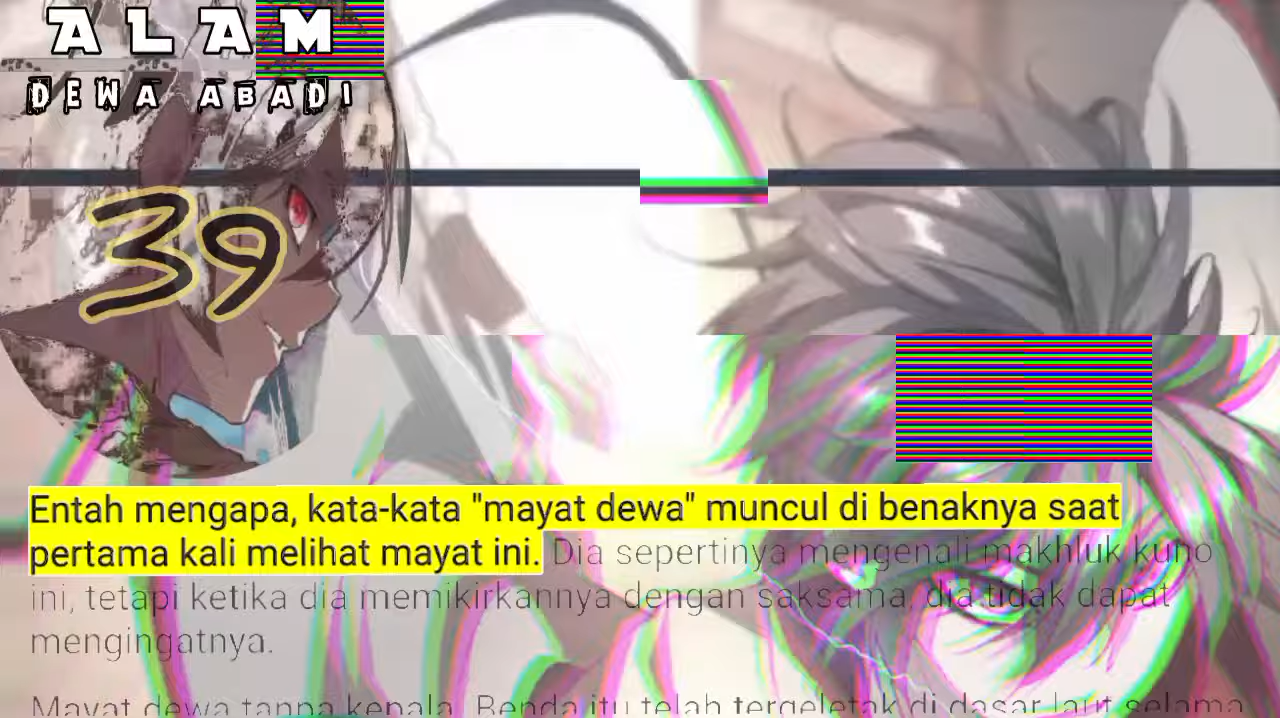 ALAM
DEWA ABADI
39
Entah mengapa, kata-kata "mayat dewa" muncul di benaknya saat
pertama kali melihat mayat ini. Dia sepertinya mengenali makhluk kuno
ini, tetapi ketika dia memikirkannya dengan saksama, dia tidak dapat
mengingatnya.
Mayat dewa tanpa kepala. Benda itu telah tergeletak di dasar laut selama